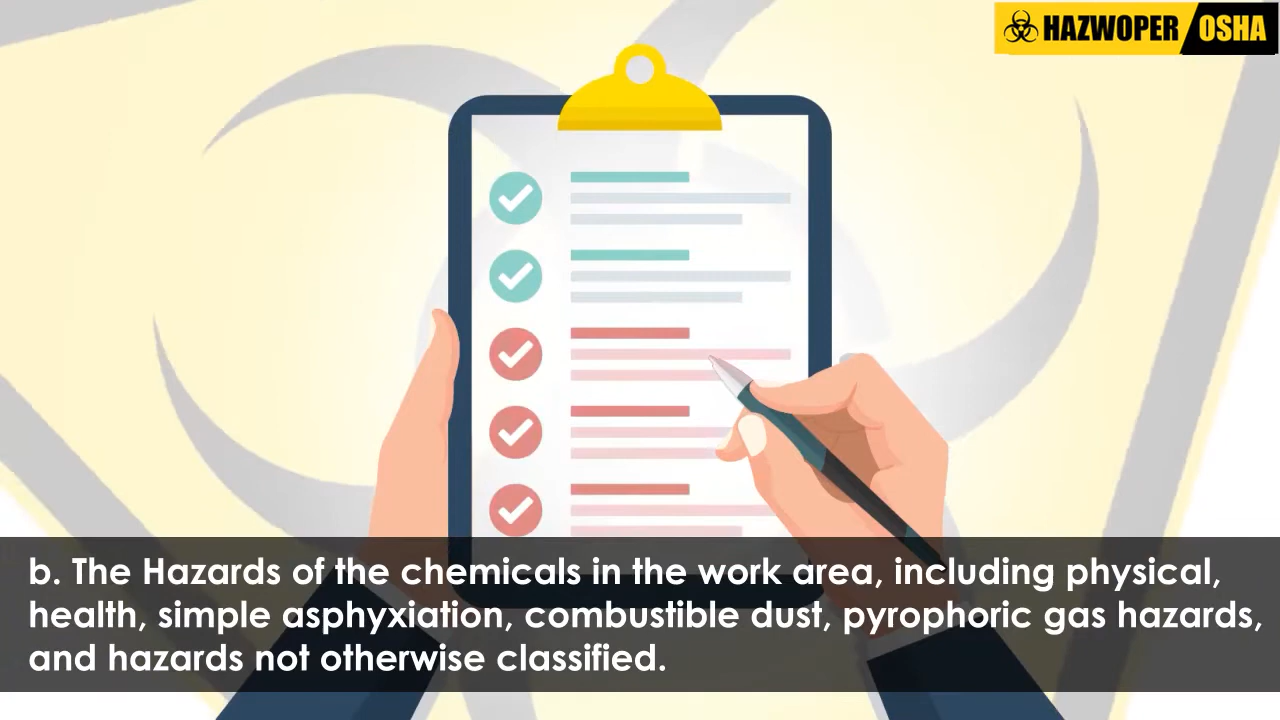 HAZWOPER OSHA
b. The Hazards of the chemicals in the work area, including physical,
health, simple asphyxiation, combustible dust, pyrophoric gas hazards,
and hazards not otherwise classified.